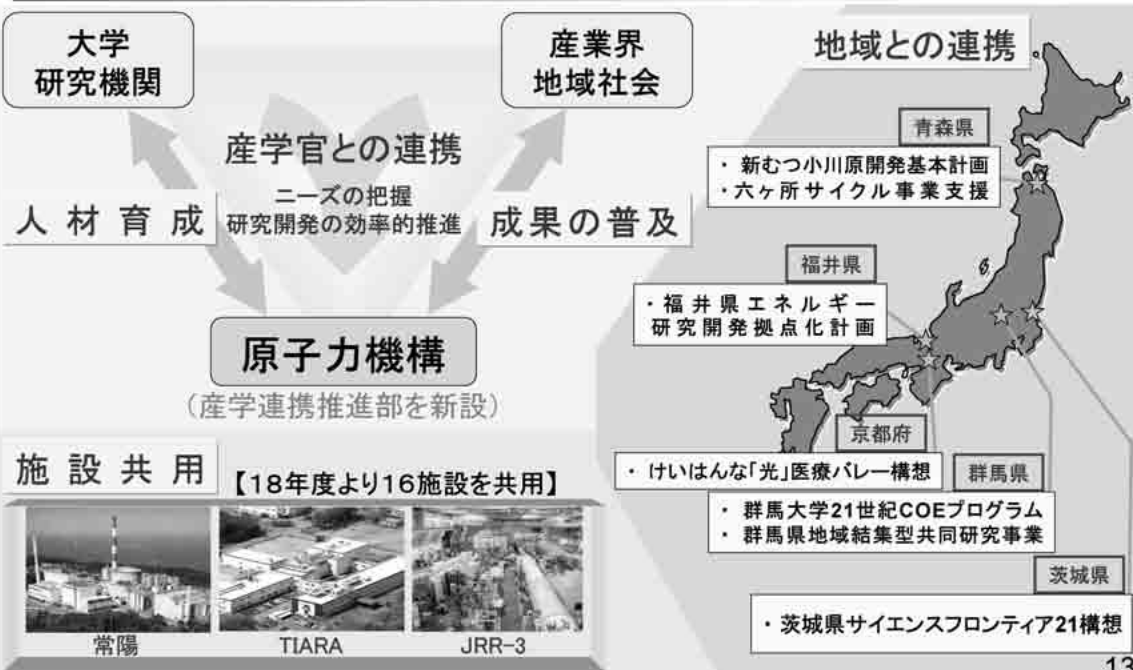 大学
研究機関
産業界
地域社会
産学官との連携
ニーズの把握
研究開発の効率的推進
人材育成
成果の普及
原子力機構
(産学連携推進部を新設)
施設共用
【18年度より16施設を共用】
常陽
TIARA
JRR-3
地域との連携
青森県
・ 新むつ小川原開発基本計画
・六ヶ所サイクル事業支援
福井県
・福井県エネルギー
研究開発拠点化計画
京都府
・ けいはんな「光」医療バレー構想
群馬県
・ 群馬大学21世紀COEプログラム
・ 群馬県地域結集型共同研究事業
茨城県
・茨城県サイエンスフロンティア21構想